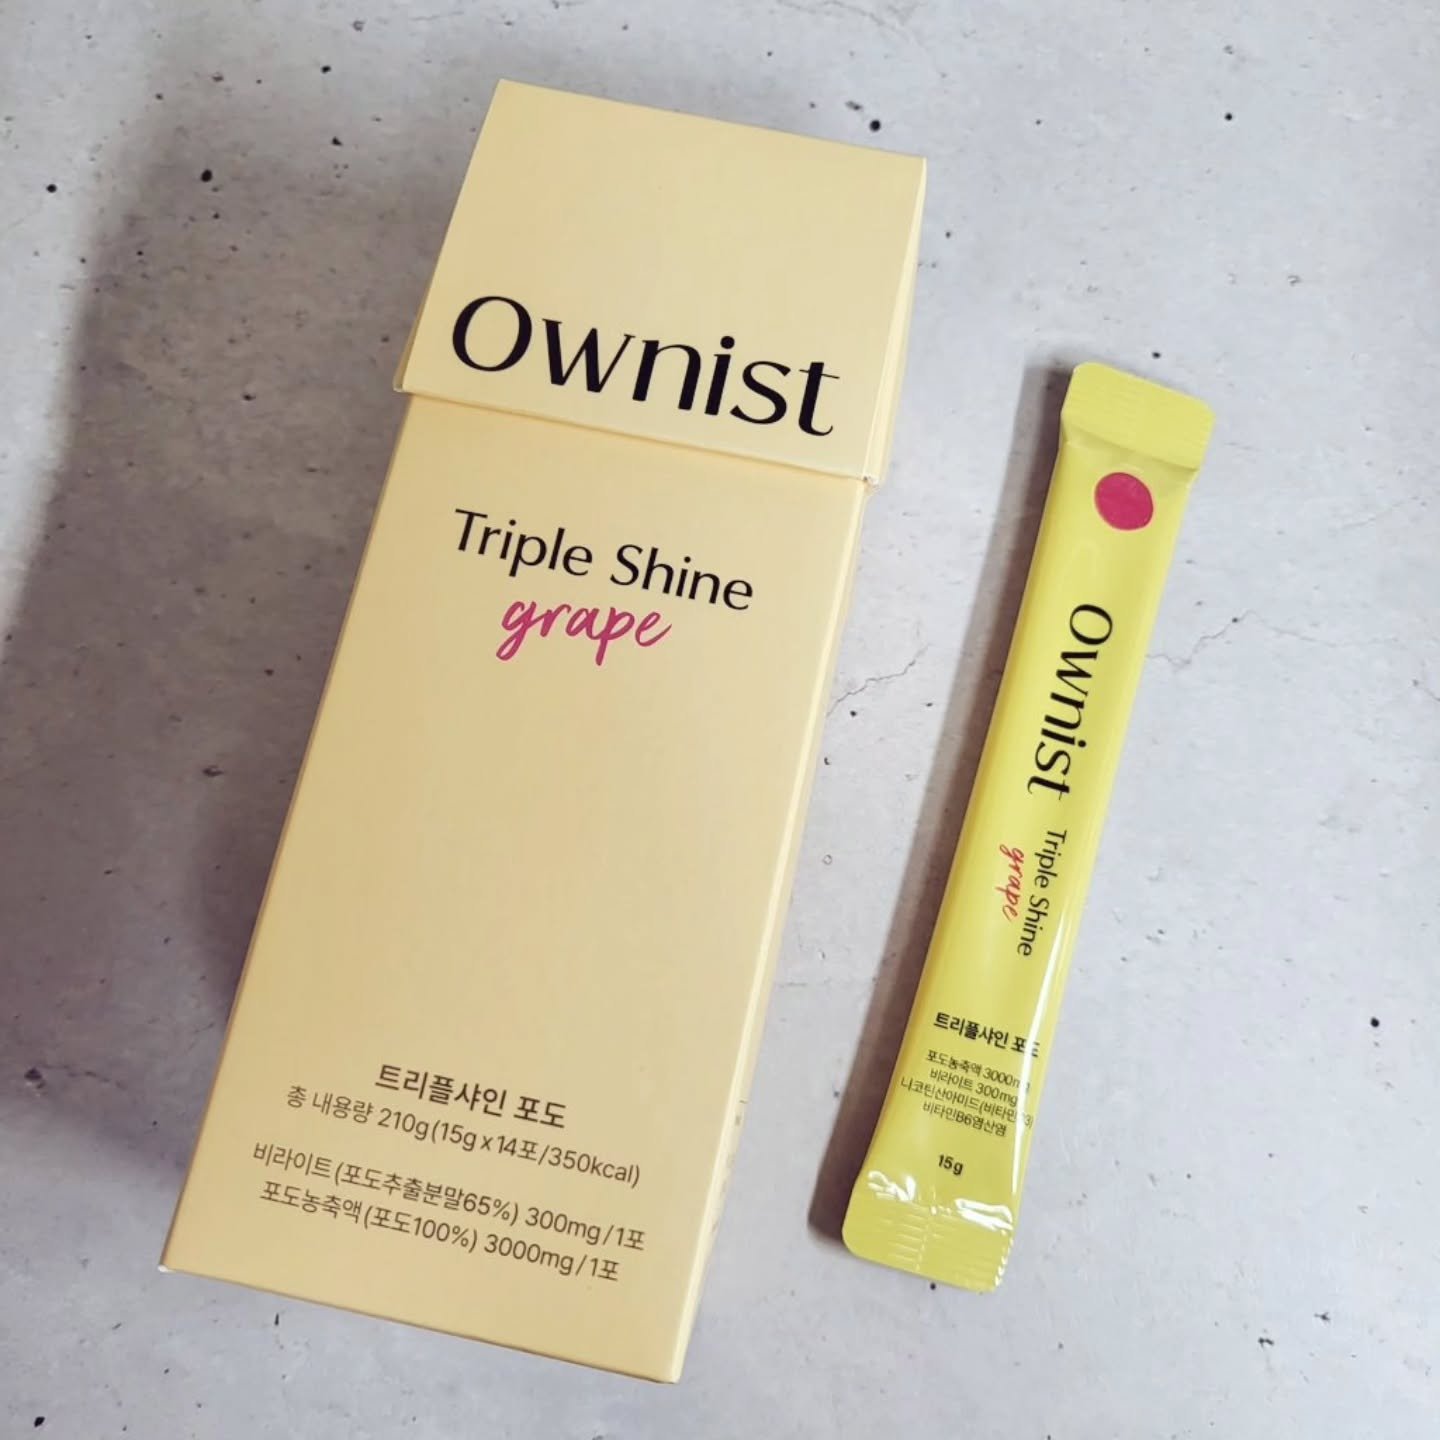 Ownist
Triple Shine
grape
트리플샤인 포도
총 내용량 210g(15g x 14포/350kcal)
비라이트(포도추출분말65%) 300mg/1포
포도농축액(포도100%) 3000mg/1포
Ownist
Triple Shine
grape
트리플샤인 포도
포도농축액 3000mg
비라이트 300mg
니코틴산아미드(비타민B3)
비타민B6염산염
15g